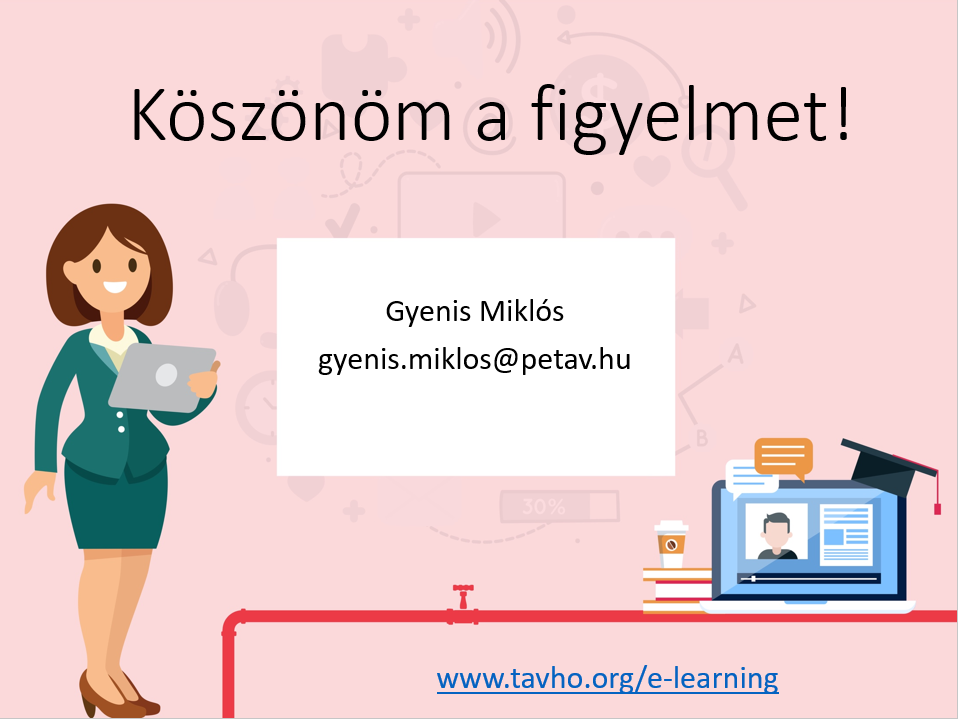 Köszönöm a figyelmet!
Gyenis Miklós
gyenis.miklos@petav.hu
A
B
30%
www.tavho.org/e-learning